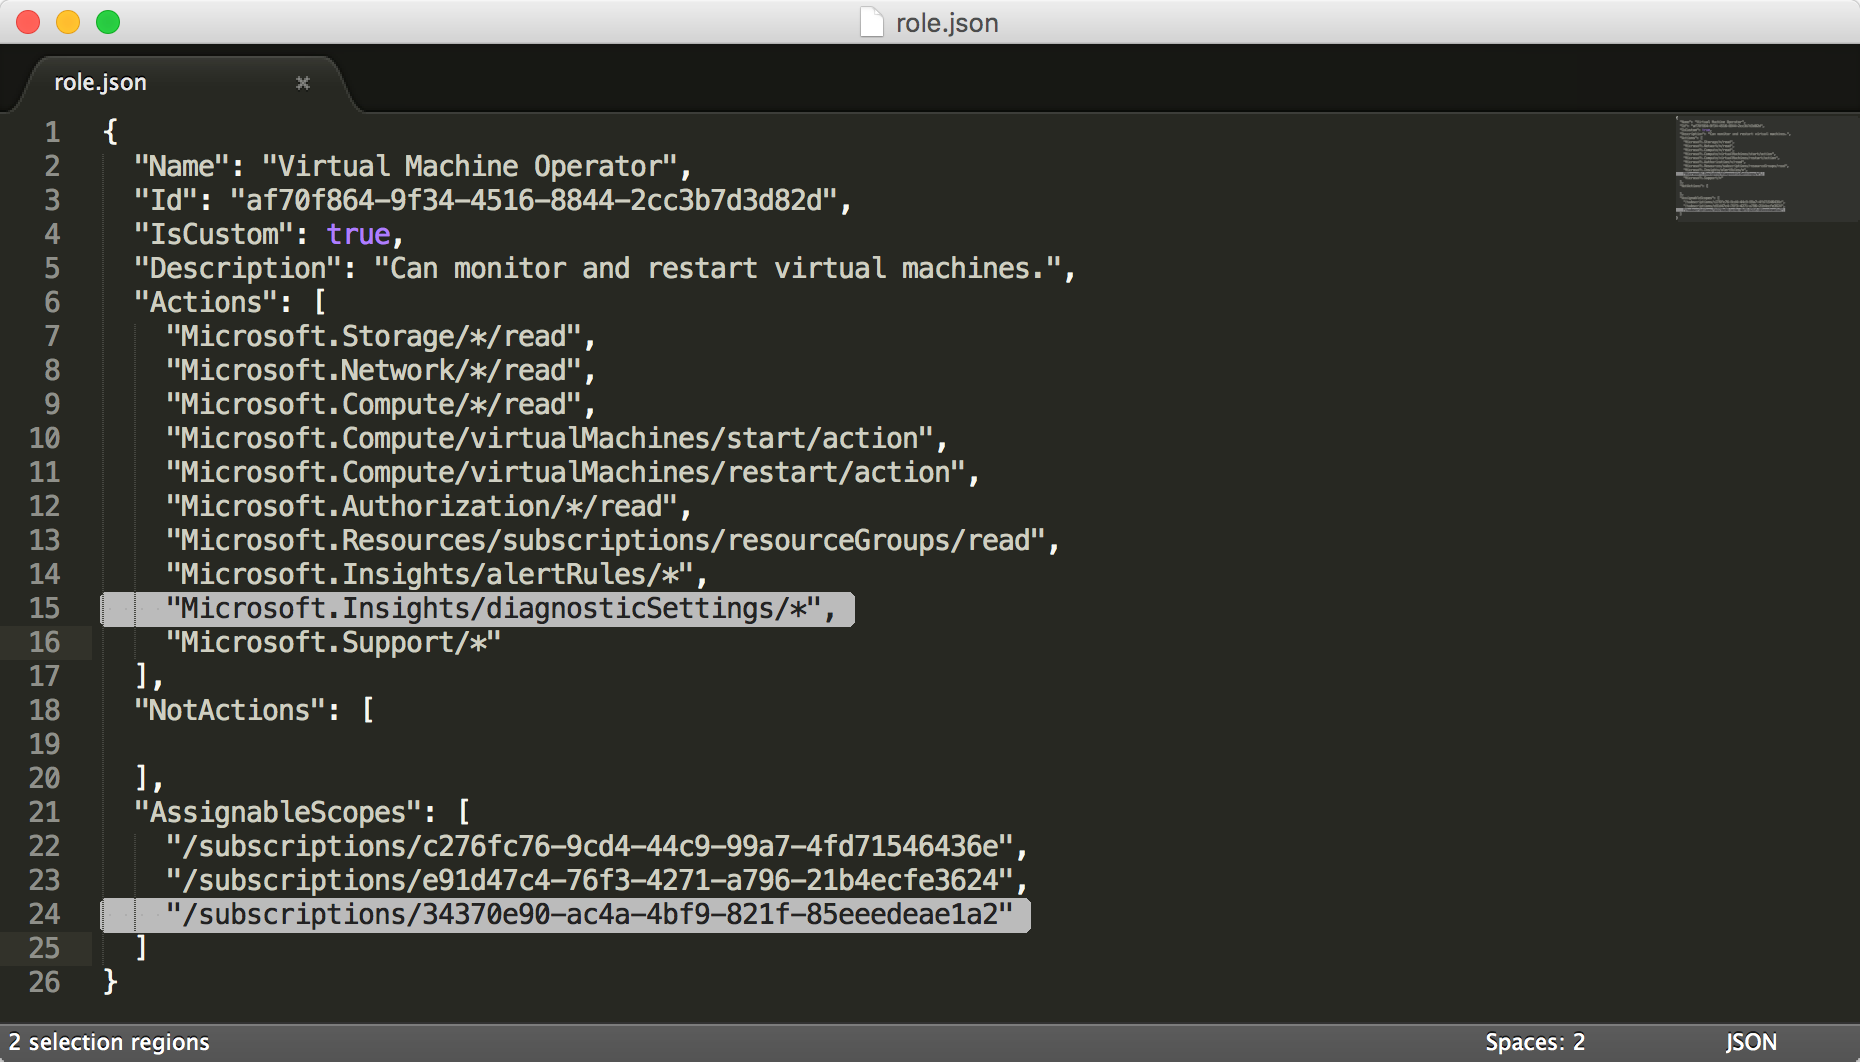 role.json
role.json
1 {
2 "Name": "Virtual Machine Operator",
3 "Id": "af70f864-9f34-4516-8844-2cc3b7d3d82d",
4 "IsCustom": true,
5 "Description": "Can monitor and restart virtual machines.",
6 "Actions": [
7 "Microsoft.Storage/*/read",
8 "Microsoft.Network/*/read",
9 "Microsoft.Compute/*/read",
10 "Microsoft.Compute/virtualMachines/start/action",
11 "Microsoft.Compute/virtualMachines/restart/action",
12 "Microsoft.Authorization/*/read",
13 "Microsoft.Resources/subscriptions/resourceGroups/read",
14 "Microsoft.Insights/alertRules/*",
15 "Microsoft.Insights/diagnosticSettings/*",
16 "Microsoft.Support/*"
17 ],
18 "NotActions": [
19
20 ],
21 "AssignableScopes": [
22 "/subscriptions/c276fc76-9cd4-44c9-99a7-4fd71546436e",
23 "/subscriptions/e91d47c4-76f3-4271-a796-21b4ecfe3624",
24 "/subscriptions/34370e90-ac4a-4bf9-821f-85eeedeae1a2"
25 ]
26 }
2 selection regions
Spaces: 2
JSON